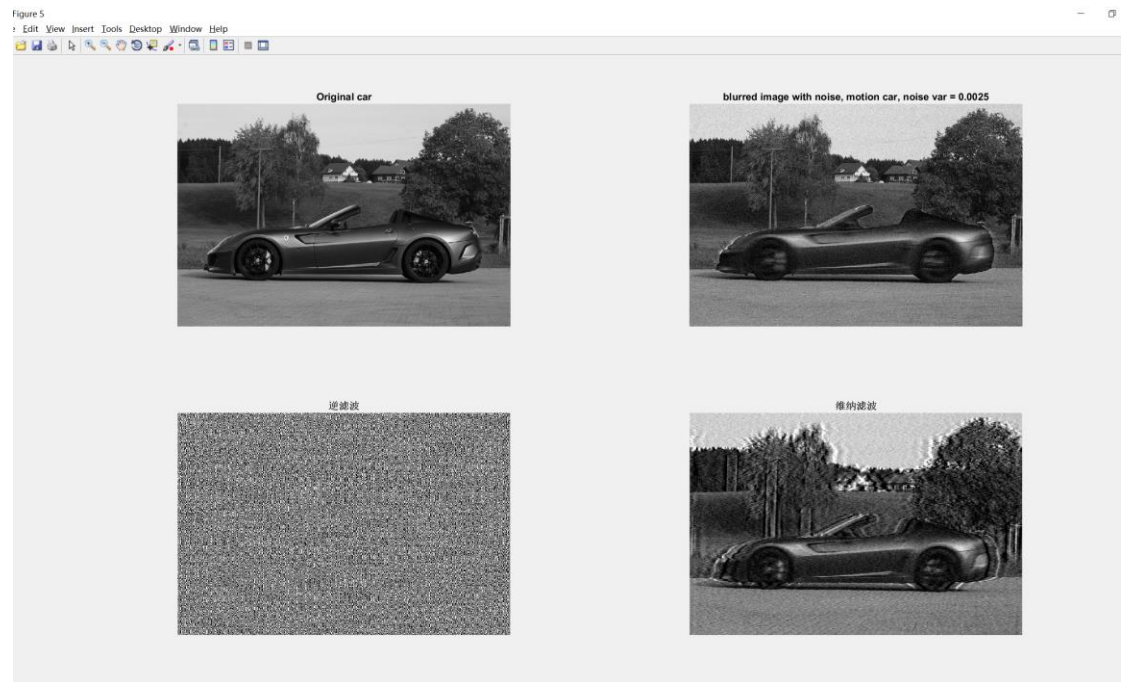 Figure 5
Edit View Insert Tools Desktop Window Help
Original car
blurred image with noise, motion car, noise var = 0.0025
逆滤波
维纳滤波